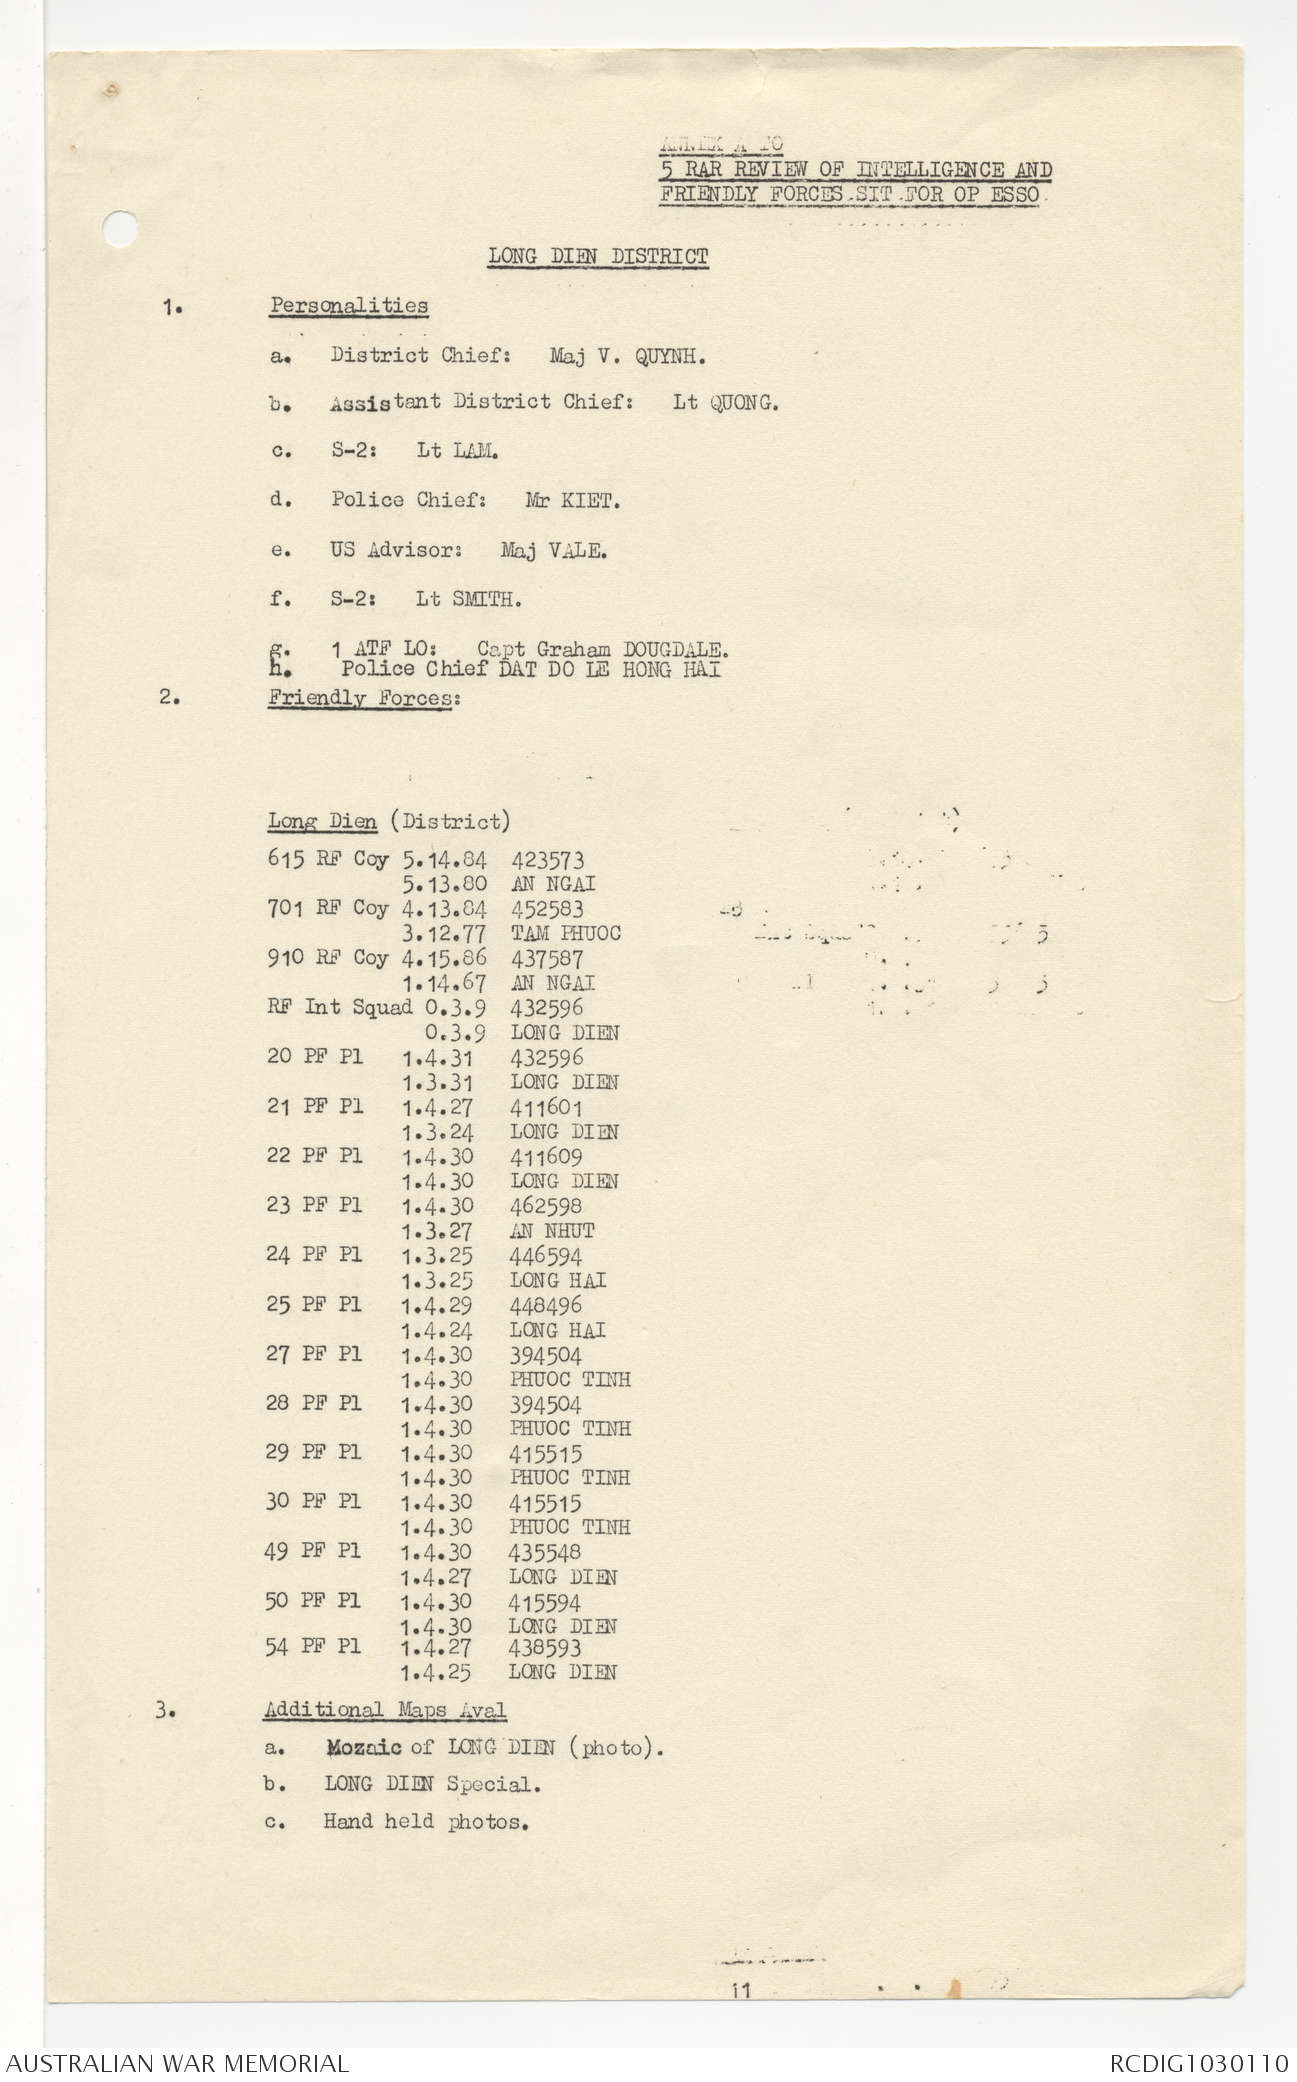 ANNEX A TO
5 RAR REVIEW OF INTELLIGENCE AND
FRIENDLY FORCES SIT FOR OP ESSO
LONG DIEN DISTRICT
1. Personalities
a. District Chief: Maj V. QUYNH.
b. Assistant District Chief: Lt QUONG.
c. S-2: Lt LAM.
d. Police Chief: Mr KIET.
e. US Advisor: Maj VALE.
f. S-2: Lt SMITH.
g. 1 ATF LO: Capt Graham DOUGDALE.
h. Police Chief DAT DO LE HONG HAI
2. Friendly Forces:
Long Dien (District)
615 RF Coy 5.14.84 423573
5.13.80 AN NGAI
701 RF Coy 4.13.84 452583
3.12.77 TAM PHUOC
910 RF Coy 4.15.86 437587
1.14.67 AN NGAI
RF Int Squad 0.3.9 432596
0.3.9 LONG DIEN
20 PF Pl 1.4.31 432596
1.3.31 LONG DIEN
21 PF Pl 1.4.27 411601
1.3.24 LONG DIEN
22 PF Pl 1.4.30 411609
1.4.30 LONG DIEN
23 PF Pl 1.4.30 462598
1.3.27 AN NHUT
24 PF Pl 1.3.25 446594
1.3.25 LONG HAI
25 PF Pl 1.4.29 448496
1.4.24 LONG HAI
27 PF Pl 1.4.30 394504
1.4.30 PHUOC TINH
28 PF Pl 1.4.30 394504
1.4.30 PHUOC TINH
29 PF Pl 1.4.30 415515
1.4.30 PHUOC TINH
30 PF Pl 1.4.30 415515
1.4.30 PHUOC TINH
49 PF Pl 1.4.30 435548
1.4.27 LONG DIEN
50 PF Pl 1.4.30 415594
1.4.30 LONG DIEN
54 PF Pl 1.4.27 438593
1.4.25 LONG DIEN
3. Additional Maps Aval
a. Mozaic of LONG DIEN (photo).
b. LONG DIEN Special.
c. Hand held photos.
AUSTRALIAN WAR MEMORIAL
RCDIG1030110